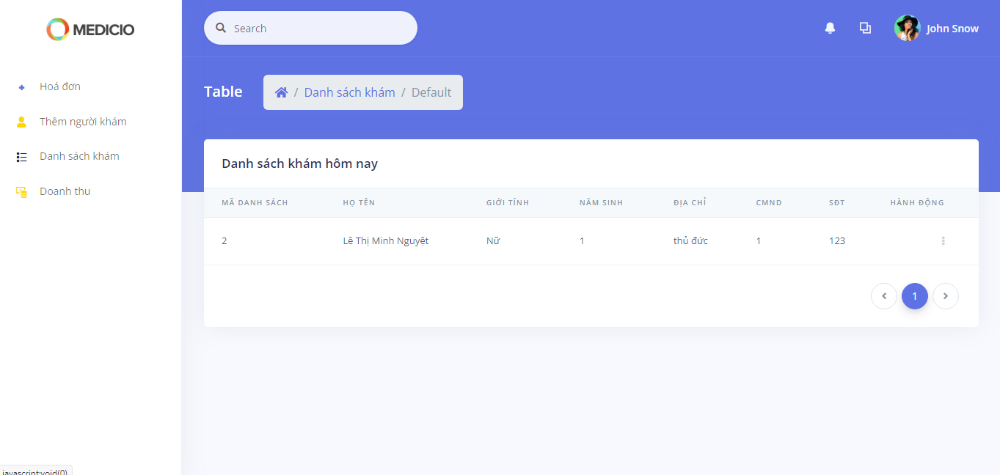 MEDICIO
Search
John Snow
Hoá đơn
Thêm người khám
Danh sách khám
Doanh thu
Table
/ Danh sách khám / Default
Danh sách khám hôm nay
MÃ DANH SÁCH HỌ TÊN GIỚI TÍNH NĂM SINH ĐỊA CHỈ CMND SĐT HÀNH ĐỘNG
2 Lê Thị Minh Nguyệt Nữ 1 thủ đức 1 123
1
javascript:void(0)